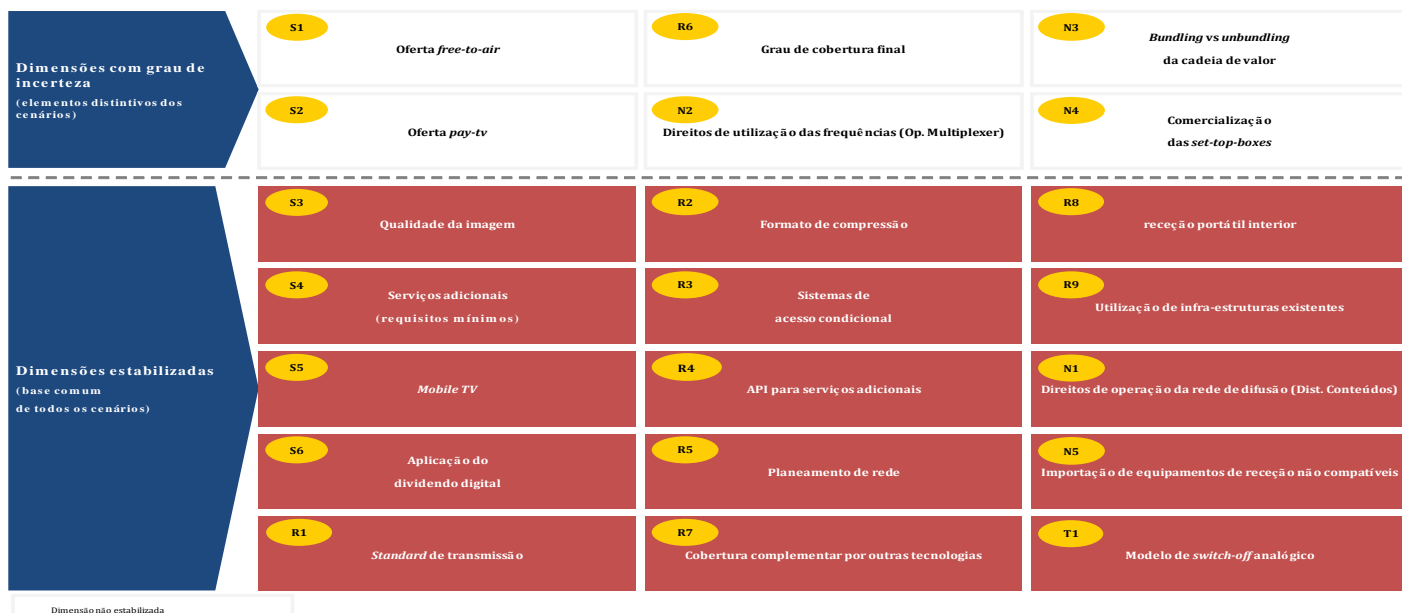 Dimensões com grau de
incerteza
(elementos distintivos dos
cenários)
S1
Oferta free-to-air
R6
Grau de cobertura final
N3
Bundling vs unbundling
da cadeia de valor
S2
Oferta pay-tv
N2
Direitos de utilização das frequências (Op. Multiplexer)
N4
Comercialização
das set-top-boxes
Dimensões estabilizadas
(base comum
de todos os cenários)
S3
Qualidade da imagem
R2
Formato de compressão
R8
receção portátil interior
S4
Serviços adicionais
(requisitos mínimos)
R3
Sistemas de
acesso condicional
R9
Utilização de infra-estruturas existentes
S5
Mobile TV
R4
API para serviços adicionais
N1
Direitos de operação da rede de difusão (Dist. Conteúdos)
S6
Aplicação do
dividendo digital
R5
Planeamento de rede
N5
Importação de equipamentos de receção não compatíveis
R1
Standard de transmissão
R7
Cobertura complementar por outras tecnologias
T1
Modelo de switch-off analógico
Dimensão não estabilizada